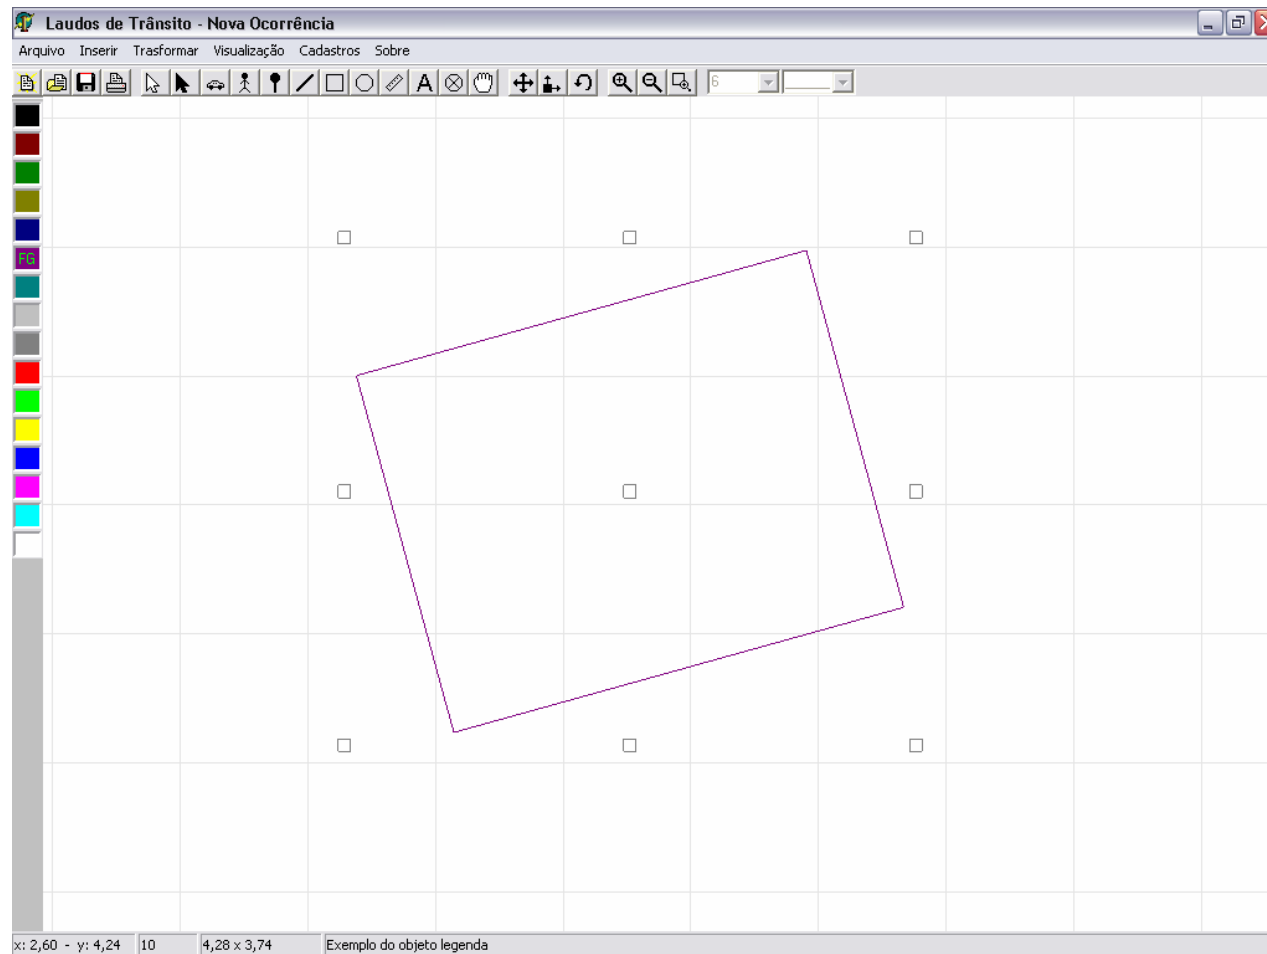 Laudos de Trânsito - Nova Ocorrência
Arquivo Inserir Trasformar Visualização Cadastros Sobre
A 6
FG
x: 2,60 - y: 4,24 10 4,28 x 3,74 Exemplo do objeto legenda